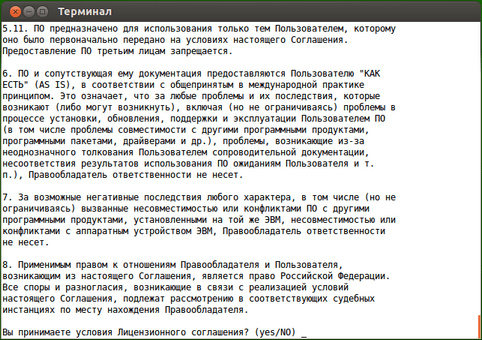 Терминал
5.11. ПО предназначено для использования только тем Пользователем, которому
оно было первоначально передано на условиях настоящего Соглашения.
Предоставление ПО третьим лицам запрещается.
6. ПО и сопутствующая ему документация предоставляются Пользователю "КАК
ЕСТЬ" (AS IS), в соответствии с общепринятым в международной практике
принципом. Это означает, что за любые проблемы и их последствия, которые
возникают (либо могут возникнуть), включая (но не ограничиваясь) проблемы в
процессе установки, обновления, поддержки и эксплуатации Пользователем ПО
(в том числе проблемы совместимости с другими программными продуктами,
программными пакетами, драйверами и др.), проблемы, возникающие из-за
неоднозначного толкования Пользователем сопроводительной документации,
несоответствия результатов использования ПО ожиданиям Пользователя и т.
п.), Правообладатель ответственности не несет.
7. За возможные негативные последствия любого характера, в том числе (но не
ограничиваясь) вызванные несовместимостью или конфликтами ПО с другими
программными продуктами, установленными на той же ЭВМ, несовместимостью или
конфликтами с аппаратным устройством ЭВМ, Правообладатель ответственности
не несет.
8. Применимым правом к отношениям Правообладателя и Пользователя,
возникающим из настоящего Соглашения, является право Российской Федерации.
Все споры и разногласия, возникающие в связи с реализацией условий
настоящего Соглашения, подлежат рассмотрению в соответствующих судебных
инстанциях по месту нахождения Правообладателя.
Вы принимаете условия Лицензионного соглашения? (yes/NO) _